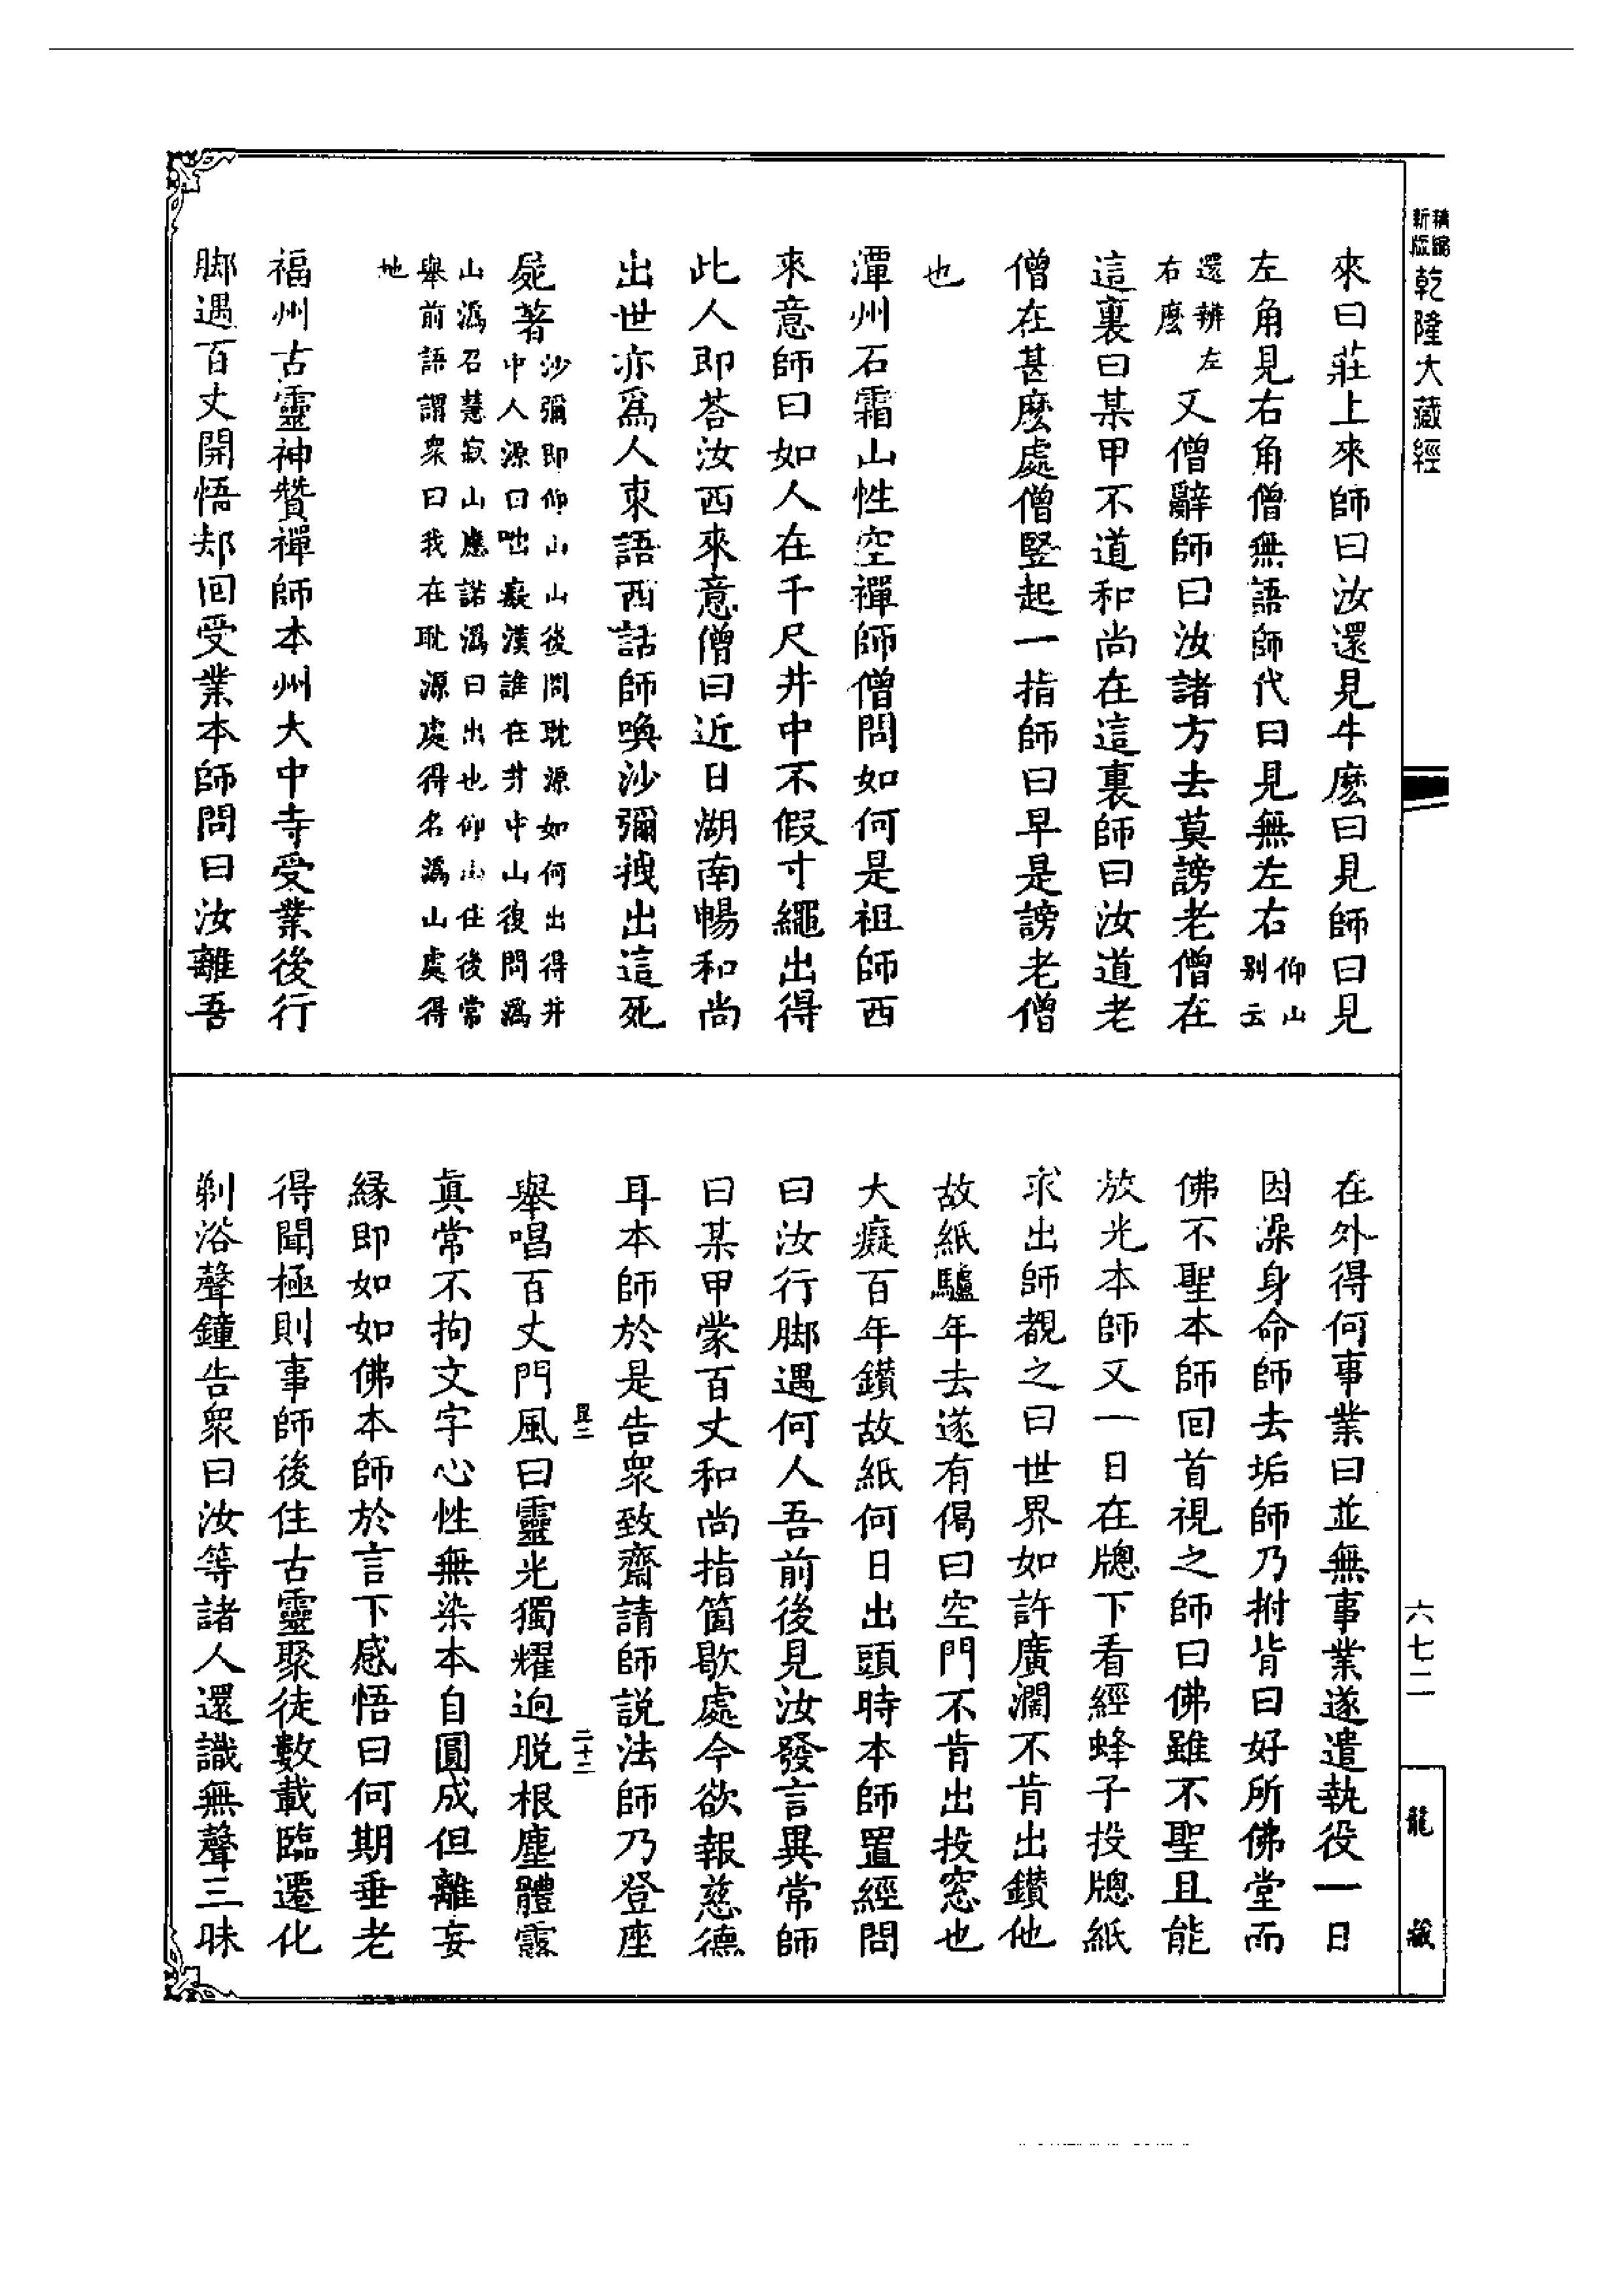 新版精縮
乾隆大藏經
來曰莊上來師曰汝還見牛麽曰見師曰見
左角見右角僧無語師代曰見無左右仰山別云
還辨左右麽又僧辭師曰汝諸方去莫謗老僧在
這裏曰某甲不道和尚在這裏師曰汝道老
僧在甚麽處僧竪起一指師曰早是謗老僧
也
潭州石霜山性空禪師僧問如何是祖師西
來意師曰如人在千尺井中不假寸繩出得
此人即荅汝西來意僧曰近日湖南暢和尚
出世亦爲人東語西話師喚沙彌拽出這死
屍著沙彌即仰山山後問耽源如何出得井中人源曰咄癡漢誰在井中山復問潙
山潙召慧寂山應諾潙曰出也仰山住後常舉前語謂衆曰我在耽源處得名潙山處得
地
福州古靈神贊禪師本州大中寺受業後行
脚遇百丈開悟却回受業本師問曰汝離吾
在外得何事業曰並無事業遂遣執役一日
因澡身命師去垢師乃拊背曰好所佛堂而
佛不聖本師回首視之師曰佛雖不聖且能
放光本師又一日在牕下看經蜂子投牕紙
求出師覩之曰世界如許廣濶不肯出鑽他
故紙驢年去遂有偈曰空門不肯出投窓也
大癡百年鑽故紙何日出頭時本師置經問
曰汝行脚遇何人吾前後見汝發言異常師
曰某甲蒙百丈和尚指箇歇處今欲報慈德
耳本師於是告衆致齋請師説法師乃登座
二十二
舉唱百丈門風曰靈光獨耀逈脱根塵體露
真常不拘文字心性無染本自圓成但離妄
緣即如如佛本師於言下感悟曰何期垂老
得聞極則事師後住古靈聚徒數載臨遷化
剃浴聲鐘告衆曰汝等諸人還識無聲三昧
六七二
龍藏